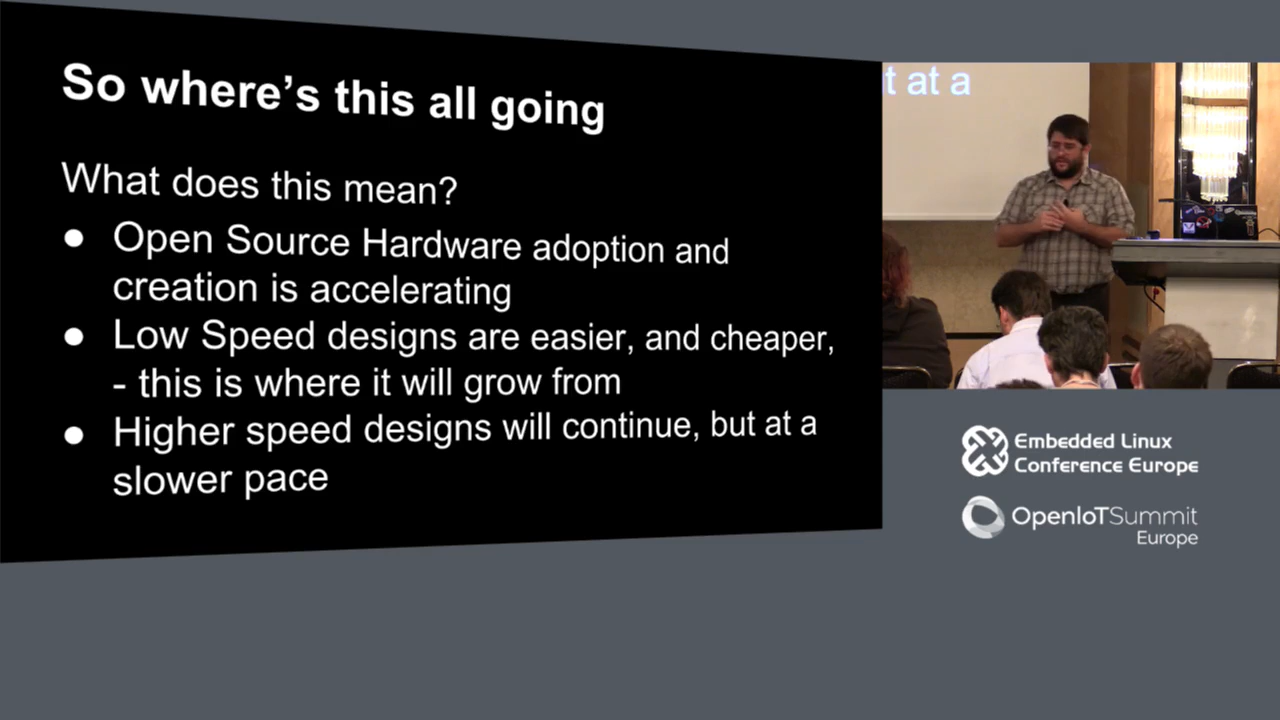 So where's this all going
What does this mean?
● Open Source Hardware adoption and
creation is accelerating
● Low Speed designs are easier, and cheaper,
- this is where it will grow from
● Higher speed designs will continue, but at a
slower pace
t at a
Embedded Linux
Conference Europe
OpenIoTSummit
Europe